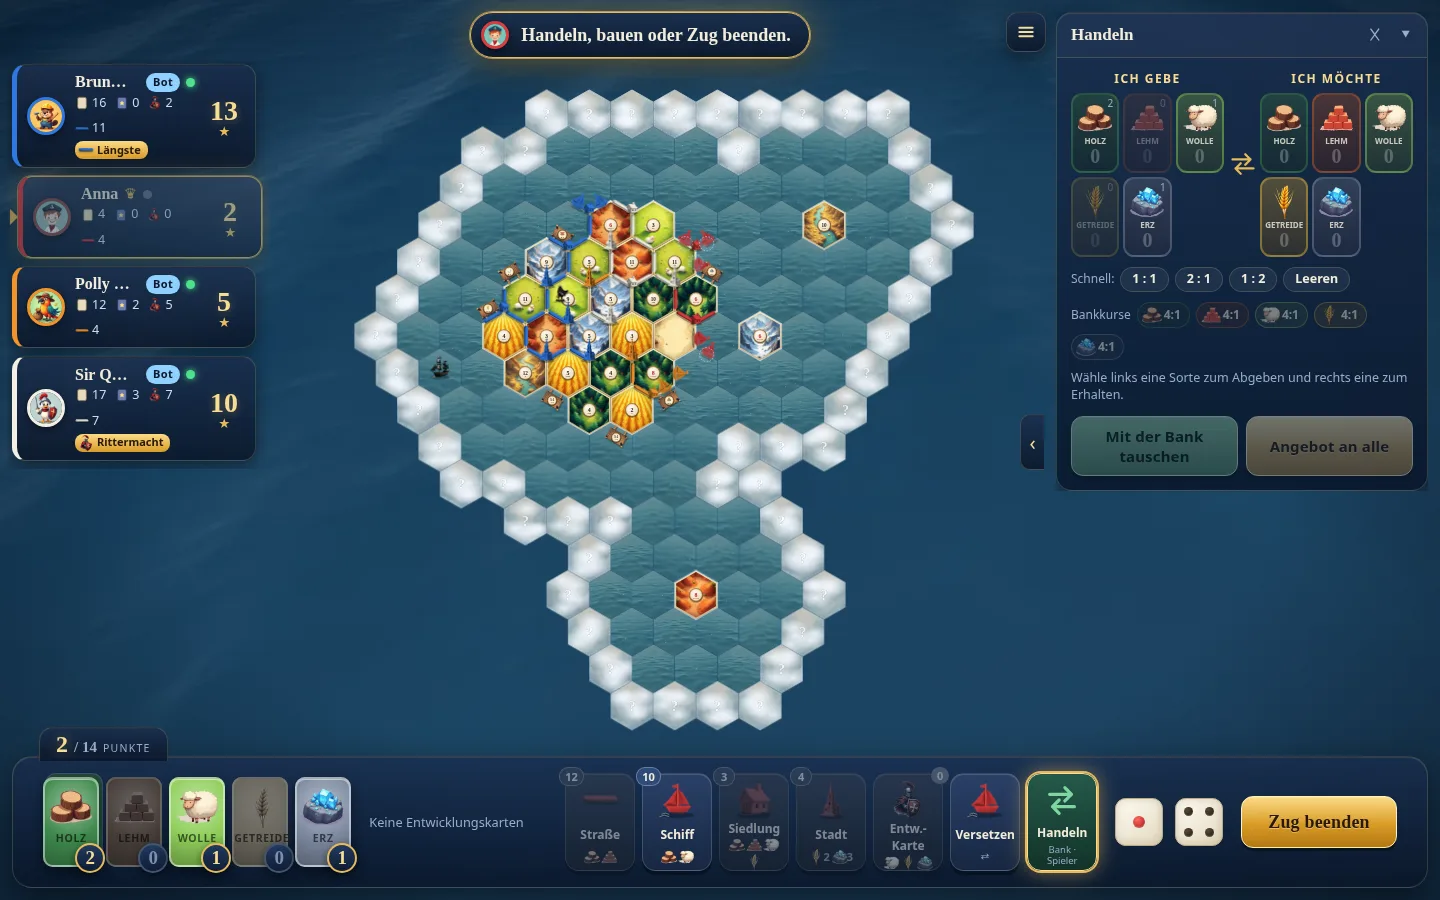 Handeln, bauen oder Zug beenden.
Brun… Bot
16 0 2
11
13
Längste
Anna
4 0 0
4
2
Polly … Bot
12 2 5
4
5
Sir Q… Bot
17 3 7
7
10
Rittermacht
Handeln
ICH GEBE
ICH MÖCHTE
2 0 1
HOLZ LEHM WOLLE
0 0 0
HOLZ LEHM WOLLE
0 0 0
0 1
GETREIDE ERZ
0 0
GETREIDE ERZ
0 0
Schnell: 1 : 1 2 : 1 1 : 2 Leeren
Bankkurse 4:1 4:1 4:1 4:1
4:1
Wähle links eine Sorte zum Abgeben und rechts eine zum
Erhalten.
Mit der Bank
tauschen
Angebot an alle
2 / 14 PUNKTE
HOLZ LEHM WOLLE GETREIDE ERZ
2 0 1 0 1
Keine Entwicklungskarten
12 10 3 4 0
Straße
Schiff
Siedlung
Stadt
2 3
Entw.-
Karte
Versetzen
Handeln
Bank ·
Spieler
Zug beenden